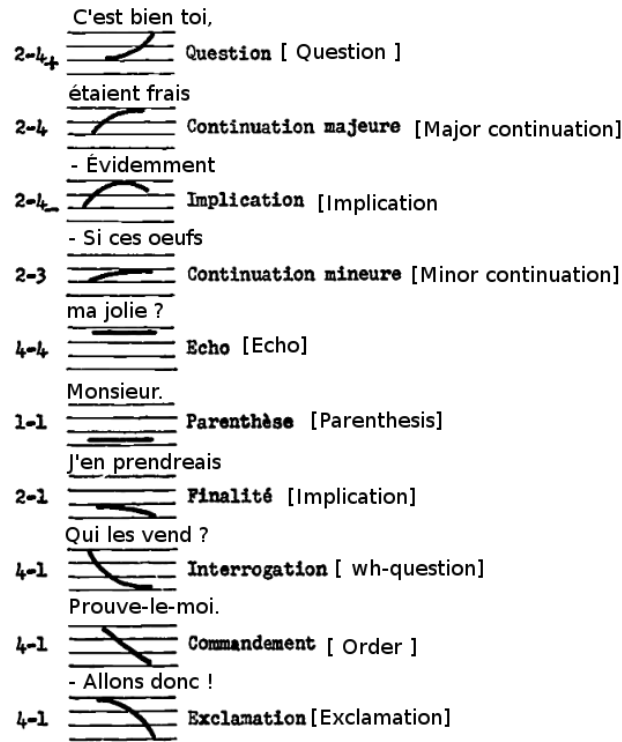 C'est bien toi,
2-4+ Question [ Question ]
étaient frais
2-4 Continuation majeure [Major continuation]
- Évidemment
2-4- Implication [Implication
- Si ces oeufs
2-3 Continuation mineure [Minor continuation]
ma jolie ?
4-4 Echo [Echo]
Monsieur.
1-1 Parenthèse [Parenthesis]
J'en prendreais
2-1 Finalité [Implication]
Qui les vend ?
4-1 Interrogation [ wh-question]
Prouve-le-moi.
4-1 Commandement [ Order ]
- Allons donc !
4-1 Exclamation [Exclamation]